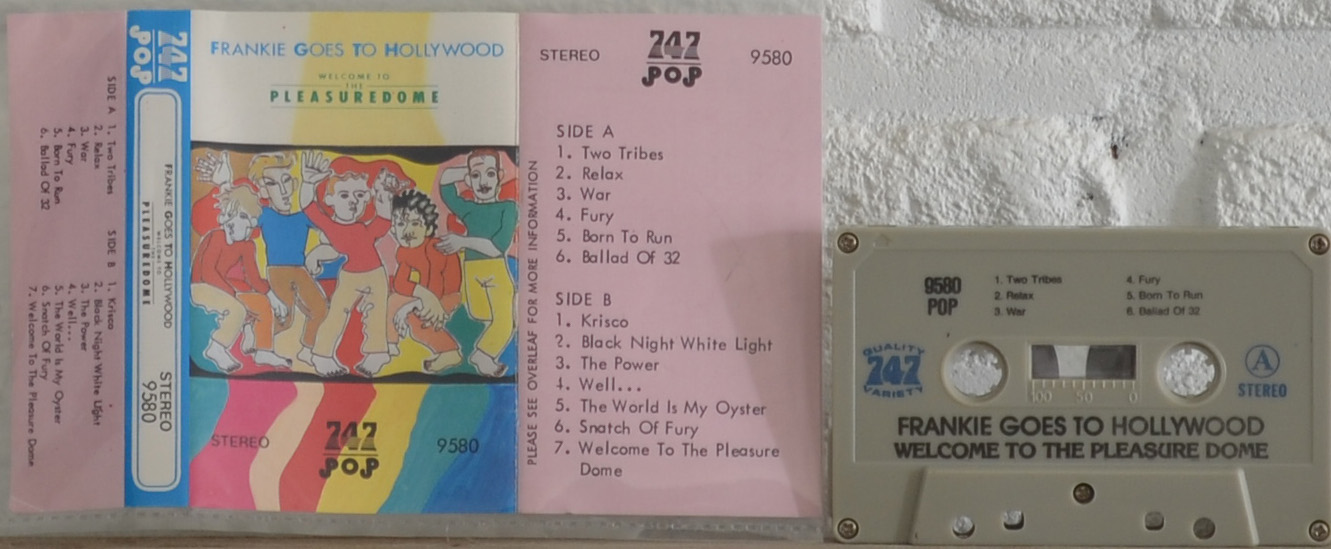 SIDE A
1. Two Tribes
2. Relax
3. War
4. Fury
5. Born To Run
6. Ballad Of 32
SIDE B
1. Krisco
2. Black Night White Light
3. The Power
4. Well...
5. The World Is My Oyster
6. Snatch Of Fury
7. Welcome To The Pleasure Dome
747
POP
FRANKIE GOES TO HOLLYWOOD
WELCOME TO
THE
PLEASUREDOME
STEREO
9580
FRANKIE GOES TO HOLLYWOOD
WELCOME TO
THE
PLEASUREDOME
STEREO
747
POP
9580
STEREO
747
POP
9580
PLEASE SEE OVERLEAF FOR MORE INFORMATION
SIDE A
1. Two Tribes
2. Relax
3. War
4. Fury
5. Born To Run
6. Ballad Of 32
SIDE B
1. Krisco
2. Black Night White Light
3. The Power
4. Well...
5. The World Is My Oyster
6. Snatch Of Fury
7. Welcome To The Pleasure
Dome
9580
POP
1. Two Tribes
2. Relax
3. War
4. Fury
5. Born To Run
6. Ballad Of 32
QUALITY
747
VARIETY
100 50 0
A
STEREO
FRANKIE GOES TO HOLLYWOOD
WELCOME TO THE PLEASURE DOME